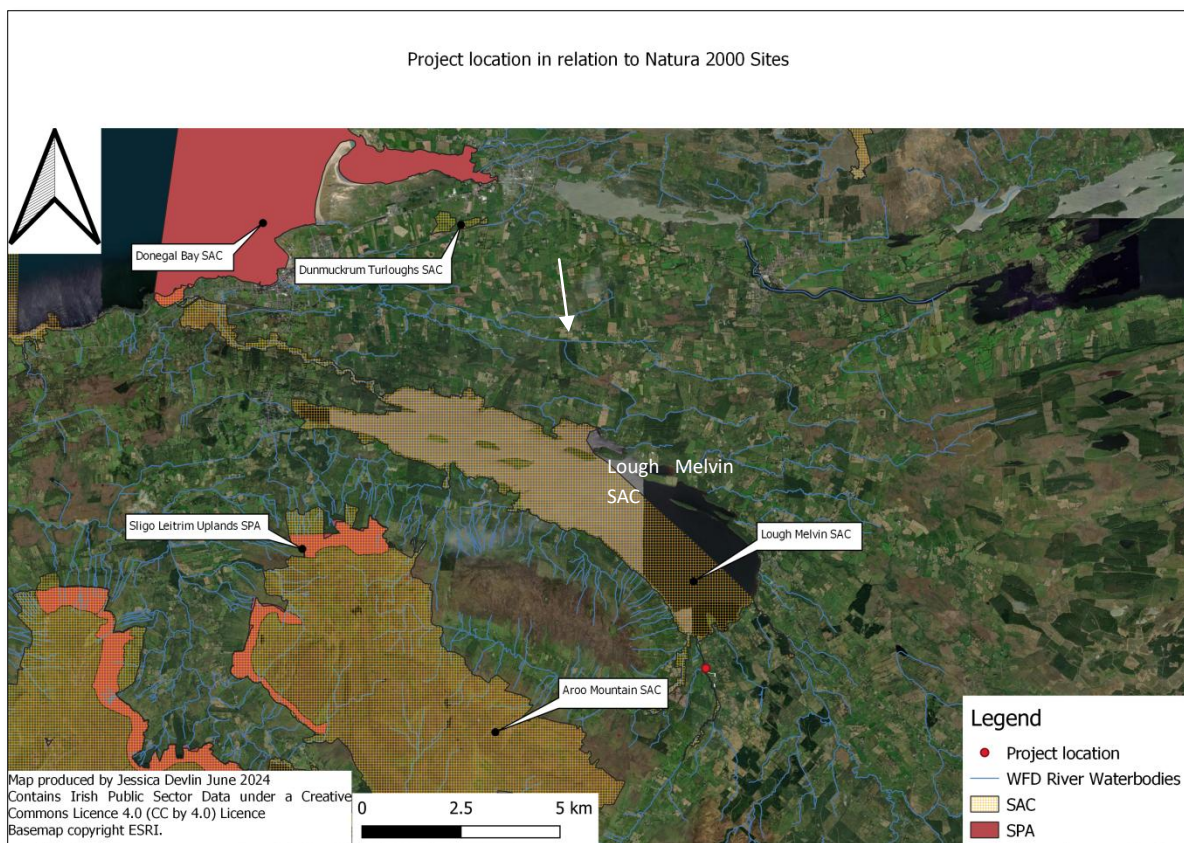 Project location in relation to Natura 2000 Sites
Donegal Bay SAC
Dunmuckrum Turloughs SAC
Lough Melvin
SAC
Sligo Leitrim Uplands SPA
Lough Melvin SAC
Aroo Mountain SAC
Legend
Project location
WFD River Waterbodies
SAC
SPA
Map produced by Jessica Devlin June 2024
Contains Irish Public Sector Data under a Creative
Commons Licence 4.0 (CC by 4.0) Licence
Basemap copyright ESRI.
0 2.5 5 km